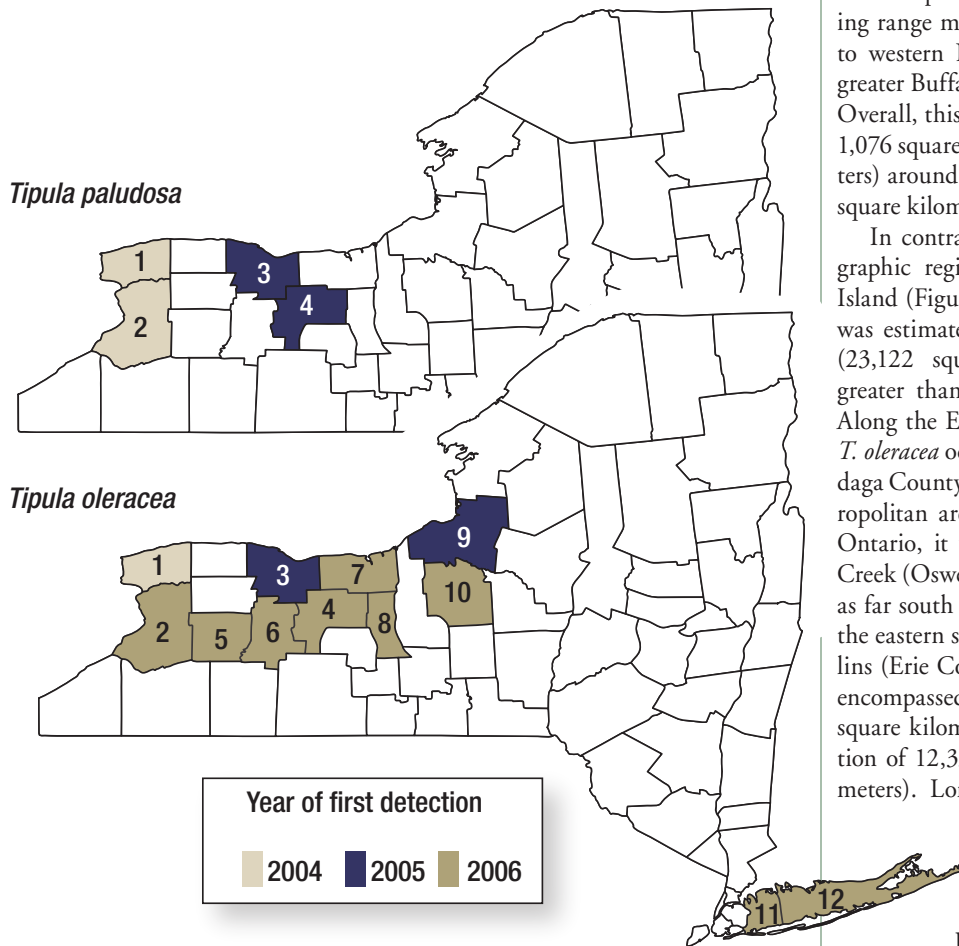 Tipula paludosa
1
2
3
4
Tipula oleracea
1
2
3
4
5
6
7
8
9
10
11
12
Year of first detection
2004 2005 2006
ing range m
to western
greater Buffa
Overall, this
1,076 square
ters) around
square kilom
In contra
graphic regi
Island (Figu
was estimate
(23,122 squ
greater than
Along the E
T. oleracea oc
daga County
ropolitan arc
Ontario, it
Creek (Oswe
as far south
the eastern s
lins (Erie Co
encompassed
square kilom
tion of 12,3
meters). Lor